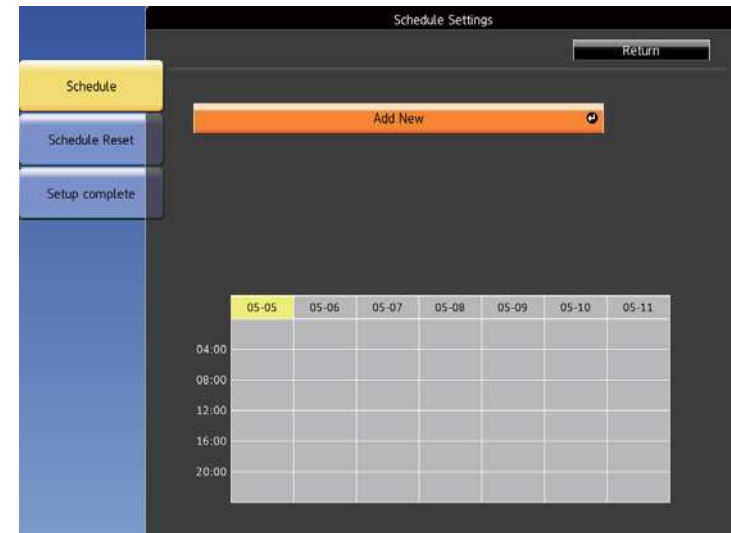 Schedule Settings
Return
Schedule
Add New
Schedule Reset
Setup complete
05-05 05-06 05-07 05-08 05-09 05-10 05-11
04:00
08:00
12:00
16:00
20:00